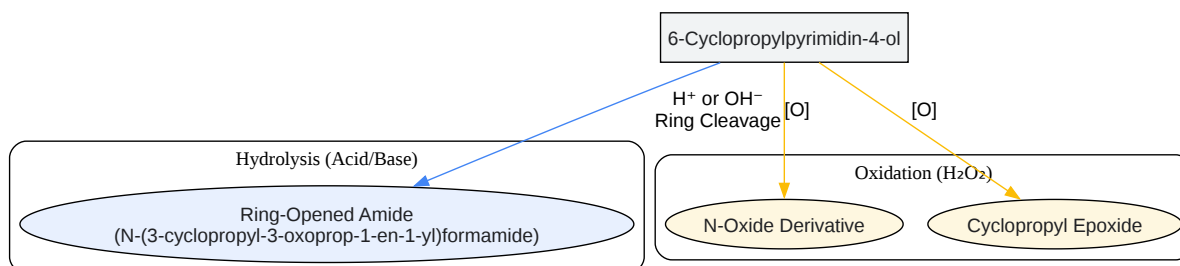 6-Cyclopropylpyrimidin-4-ol
H⁺ or OH⁻
Ring Cleavage
[O]
[O]
Hydrolysis (Acid/Base)
Oxidation (H₂O₂)
Ring-Opened Amide
(N-(3-cyclopropyl-3-oxoprop-1-en-1-yl)formamide)
N-Oxide Derivative
Cyclopropyl Epoxide